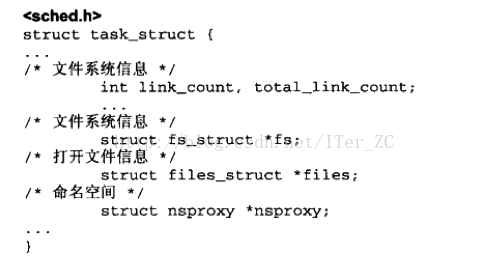 <sched.h>
struct task_struct {
...
/* 文件系统信息 */
int link_count, total_link_count;
...
/* 文件系统信息 */
struct fs_struct *fs;
http://blog.csdn.net/ITer_ZC
/* 打开文件信息 */
struct files_struct *files;
/* 命名空间 */
struct nsproxy *nsproxy;
...
}